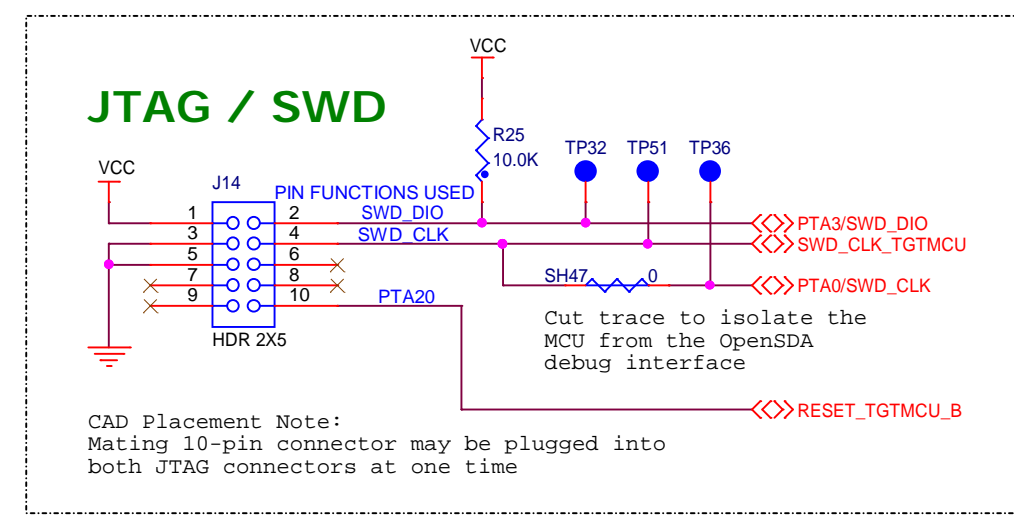 VCC
JTAG / SWD
R25
10.0K
TP32 TP51 TP36
VCC
J14
PIN FUNCTIONS USED
1 2 SWD_DIO
PTA3/SWD_DIO
3 4 SWD_CLK
SWD_CLK_TGTMCU
5 6
7 8
SH47 0
PTA0/SWD_CLK
9 10 PTA20
HDR 2X5
Cut trace to isolate the
MCU from the OpenSDA
debug interface
RESET_TGTMCU_B
CAD Placement Note:
Mating 10-pin connector may be plugged into
both JTAG connectors at one time